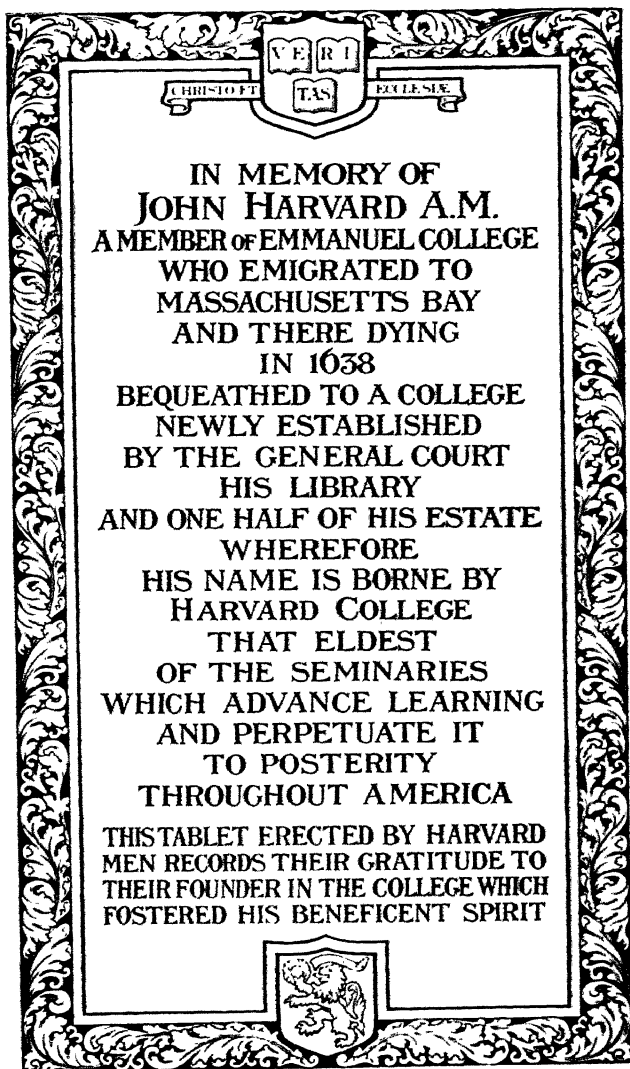 VE RI
CHRISTO ET TAS ECCLESIÆ
IN MEMORY OF
JOHN HARVARD A.M.
A MEMBER OF EMMANUEL COLLEGE
WHO EMIGRATED TO
MASSACHUSETTS BAY
AND THERE DYING
IN 1638
BEQUEATHED TO A COLLEGE
NEWLY ESTABLISHED
BY THE GENERAL COURT
HIS LIBRARY
AND ONE HALF OF HIS ESTATE
WHEREFORE
HIS NAME IS BORNE BY
HARVARD COLLEGE
THAT ELDEST
OF THE SEMINARIES
WHICH ADVANCE LEARNING
AND PERPETUATE IT
TO POSTERITY
THROUGHOUT AMERICA
THIS TABLET ERECTED BY HARVARD
MEN RECORDS THEIR GRATITUDE TO
THEIR FOUNDER IN THE COLLEGE WHICH
FOSTERED HIS BENEFICENT SPIRIT